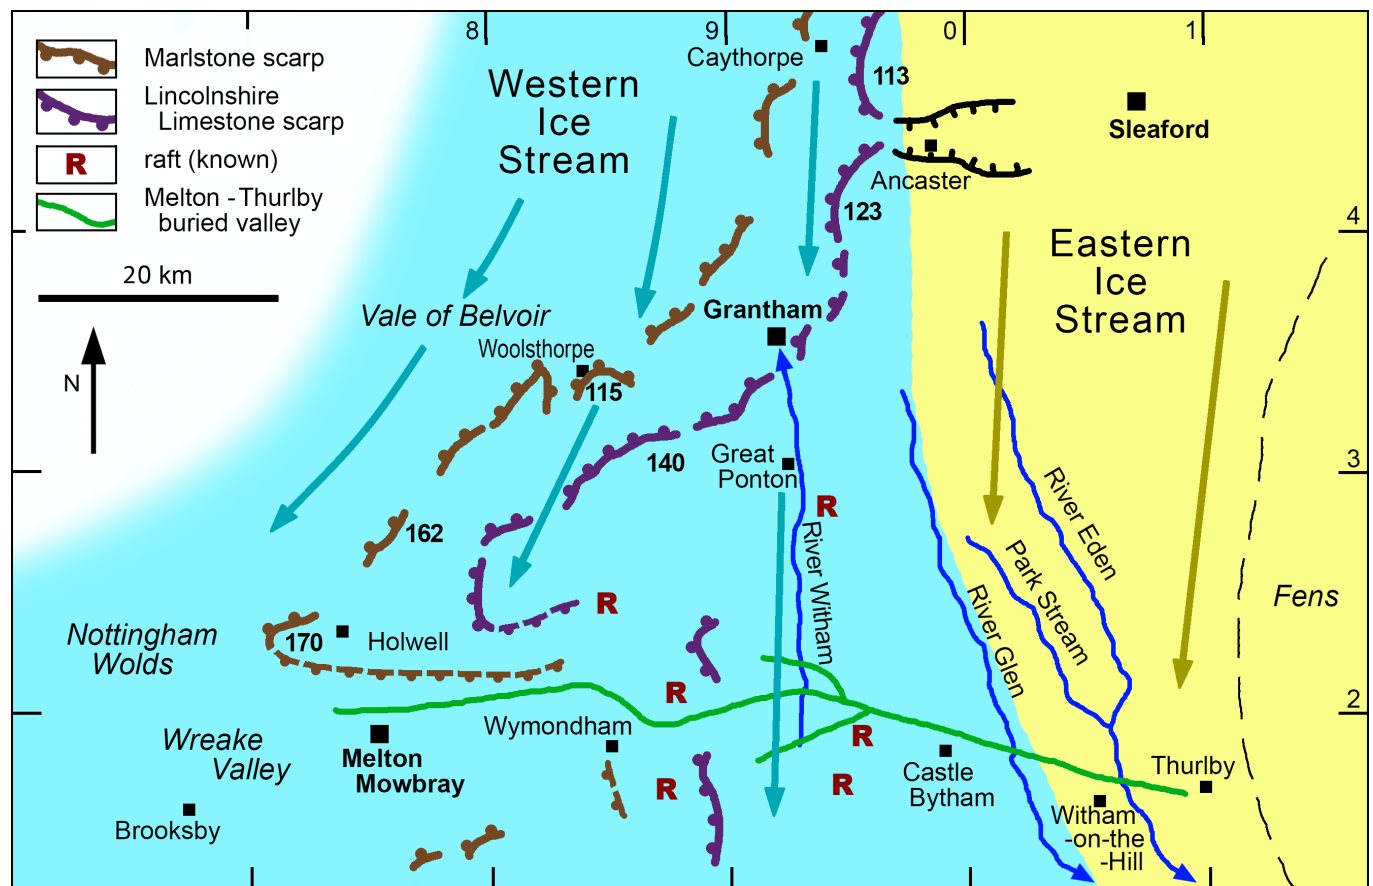 8
9
0
1
Marlstone scarp
Lincolnshire
Limestone scarp
R raft (known)
Melton - Thurlby
buried valley
20 km
N
Western
Ice
Stream
Caythorpe
113
Sleaford
Ancaster
123
4
Eastern
Ice
Stream
Vale of Belvoir
Grantham
Woolsthorpe
115
140
Great
Ponton
3
R
162
River Witham
River Eden
Park Stream
River Glen
Fens
R
Nottingham
Wolds
170
Holwell
R
2
Wymondham
Wreake
Valley
Melton
Mowbray
R
R
R
Castle
Bytham
Thurlby
Witham
-on-the
-Hill
Brooksby